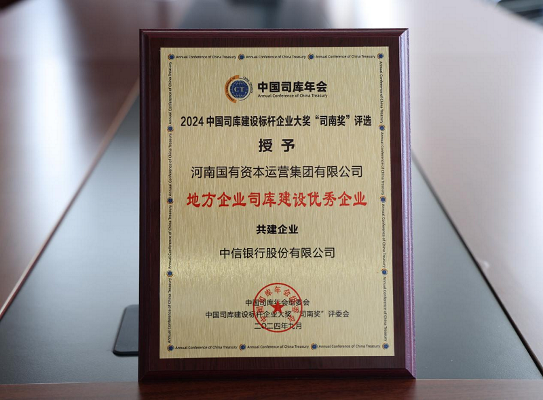 中国司库年会
Annual Conference of China Treasury
2024中国司库建设标杆企业大奖“司南奖”评选
授予
河南国有资本运营集团有限公司
地方企业司库建设优秀企业
共建企业
中信银行股份有限公司
中国司库年会组委会
中国司库建设标杆企业大奖“司南奖”评委会
二〇二四年九月